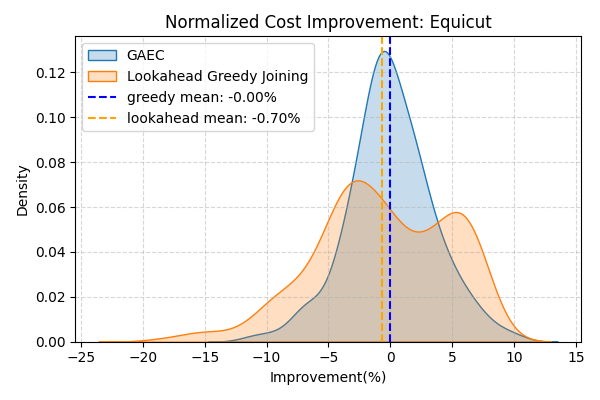 Normalized Cost Improvement: Equicut
GAEC
Lookahead Greedy Joining
greedy mean: -0.00%
lookahead mean: -0.70%
Density
0.12
0.10
0.08
0.06
0.04
0.02
0.00
−25 −20 −15 −10 −5 0 5 10 15
Improvement(%)